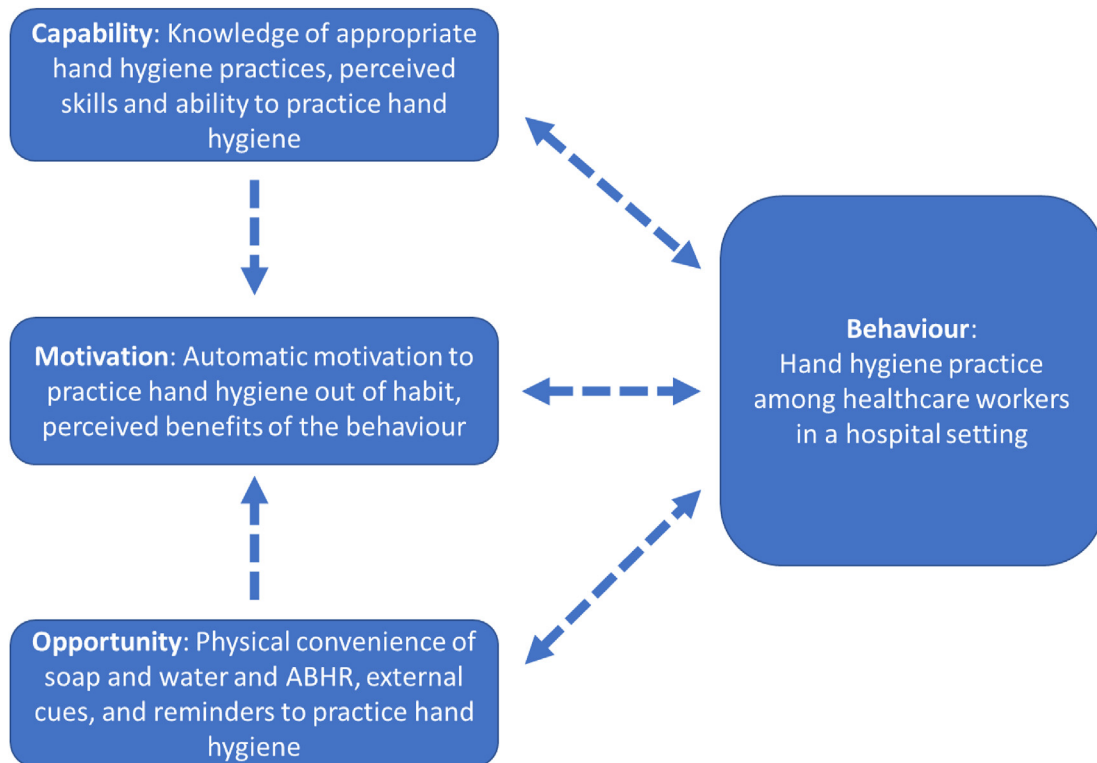 Capability: Knowledge of appropriate
hand hygiene practices, perceived
skills and ability to practice hand
hygiene
Motivation: Automatic motivation to
practice hand hygiene out of habit,
perceived benefits of the behaviour
Opportunity: Physical convenience of
soap and water and ABHR, external
cues, and reminders to practice hand
hygiene
Behaviour:
Hand hygiene practice
among healthcare workers
in a hospital setting